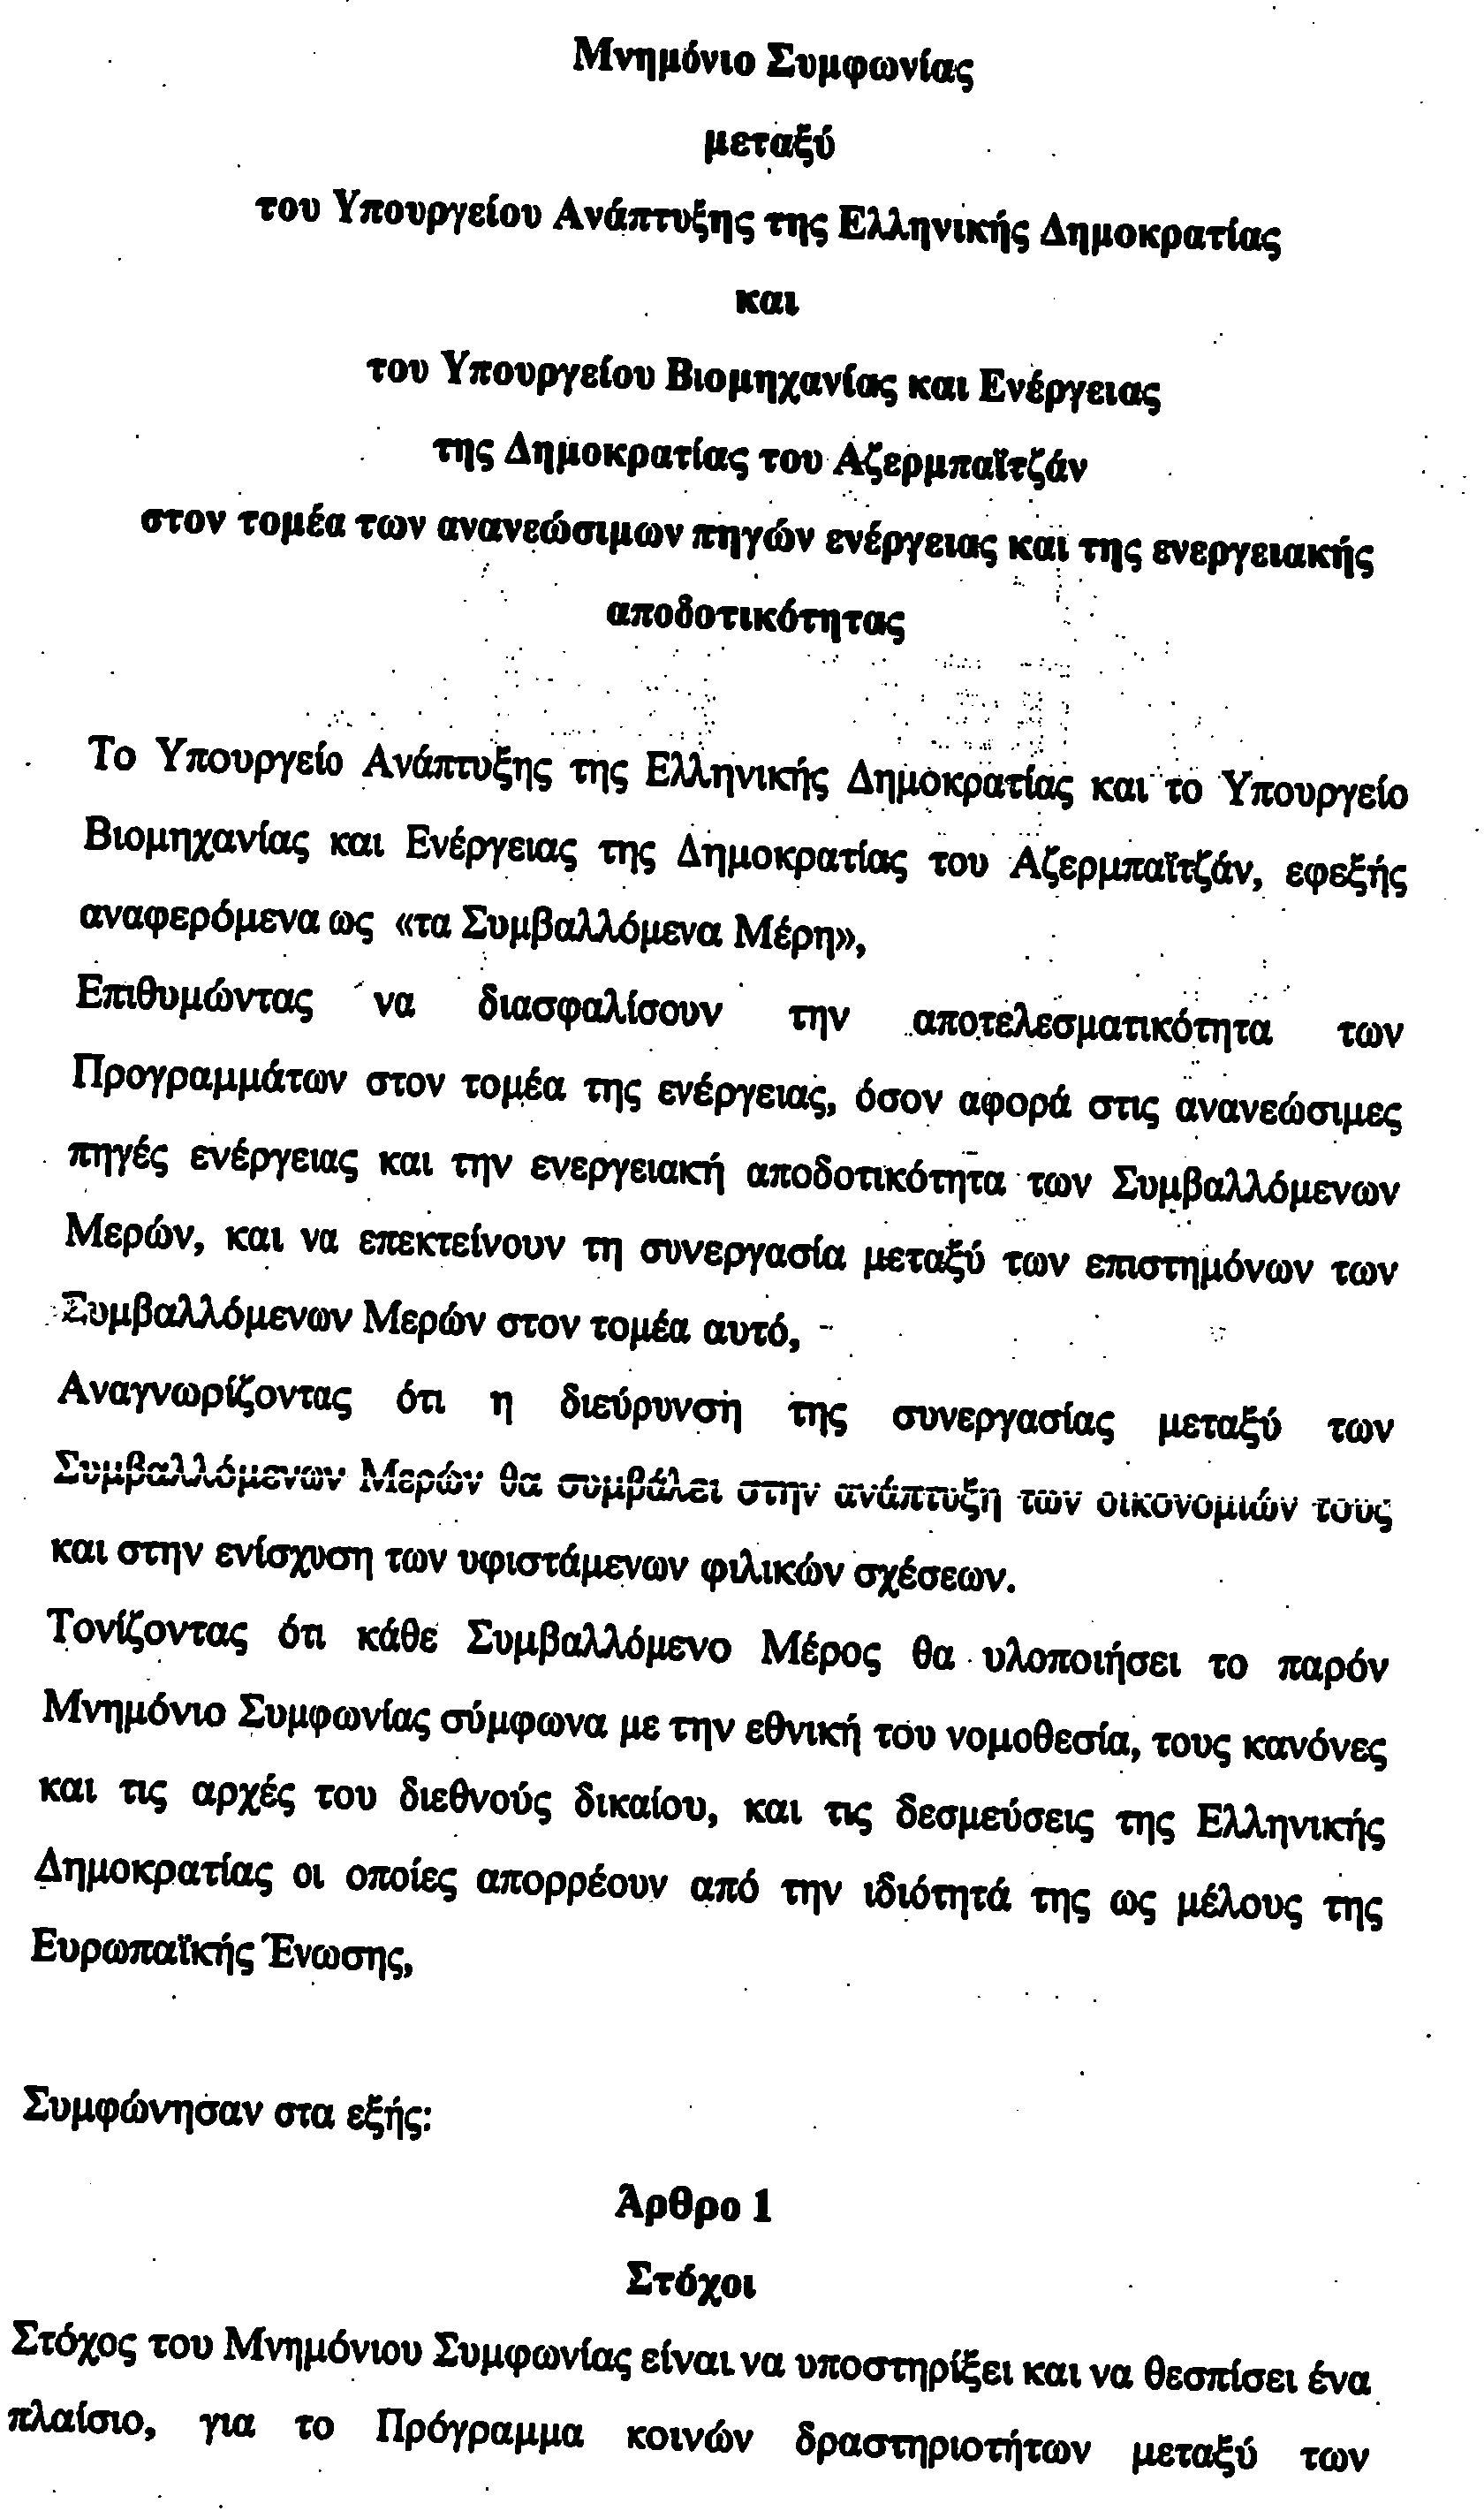 Μνημόνιο Συμφωνίας
μεταξύ
του Υπουργείου Ανάπτυξης της Ελληνικής Δημοκρατίας
και
του Υπουργείου Βιομηχανίας και Ενέργειας
της Δημοκρατίας του Αζερμπαϊτζάν
στον τομέα των ανανεώσιμων πηγών ενέργειας και της ενεργειακής
αποδοτικότητας
Το Υπουργείο Ανάπτυξης της Ελληνικής Δημοκρατίας και το Υπουργείο
Βιομηχανίας και Ενέργειας της Δημοκρατίας του Αζερμπαϊτζάν, εφεξής
αναφερόμενα ως «τα Συμβαλλόμενα Μέρη»,
Επιθυμώντας να διασφαλίσουν την αποτελεσματικότητα των
Προγραμμάτων στον τομέα της ενέργειας, όσον αφορά στις ανανεώσιμες
πηγές ενέργειας και την ενεργειακή αποδοτικότητα των Συμβαλλόμενων
Μερών, και να επεκτείνουν τη συνεργασία μεταξύ των επιστημόνων των
Συμβαλλόμενων Μερών στον τομέα αυτό,
Αναγνωρίζοντας ότι η διεύρυνση της συνεργασίας μεταξύ των
Συμβαλλόμενων Μερών θα συμβάλει στην ανάπτυξη των οικονομιών τους
και στην ενίσχυση των υφιστάμενων φιλικών σχέσεων.
Τονίζοντας ότι κάθε Συμβαλλόμενο Μέρος θα υλοποιήσει το παρόν
Μνημόνιο Συμφωνίας σύμφωνα με την εθνική του νομοθεσία, τους κανόνες
και τις αρχές του διεθνούς δικαίου, και τις δεσμεύσεις της Ελληνικής
Δημοκρατίας οι οποίες απορρέουν από την ιδιότητά της ως μέλους της
Ευρωπαϊκής Ένωσης,
Συμφώνησαν στα εξής:
Άρθρο 1
Στόχοι
Στόχος του Μνημόνιου Συμφωνίας είναι να υποστηρίξει και να θεσπίσει ένα
πλαίσιο, για το Πρόγραμμα κοινών δραστηριοτήτων μεταξύ των